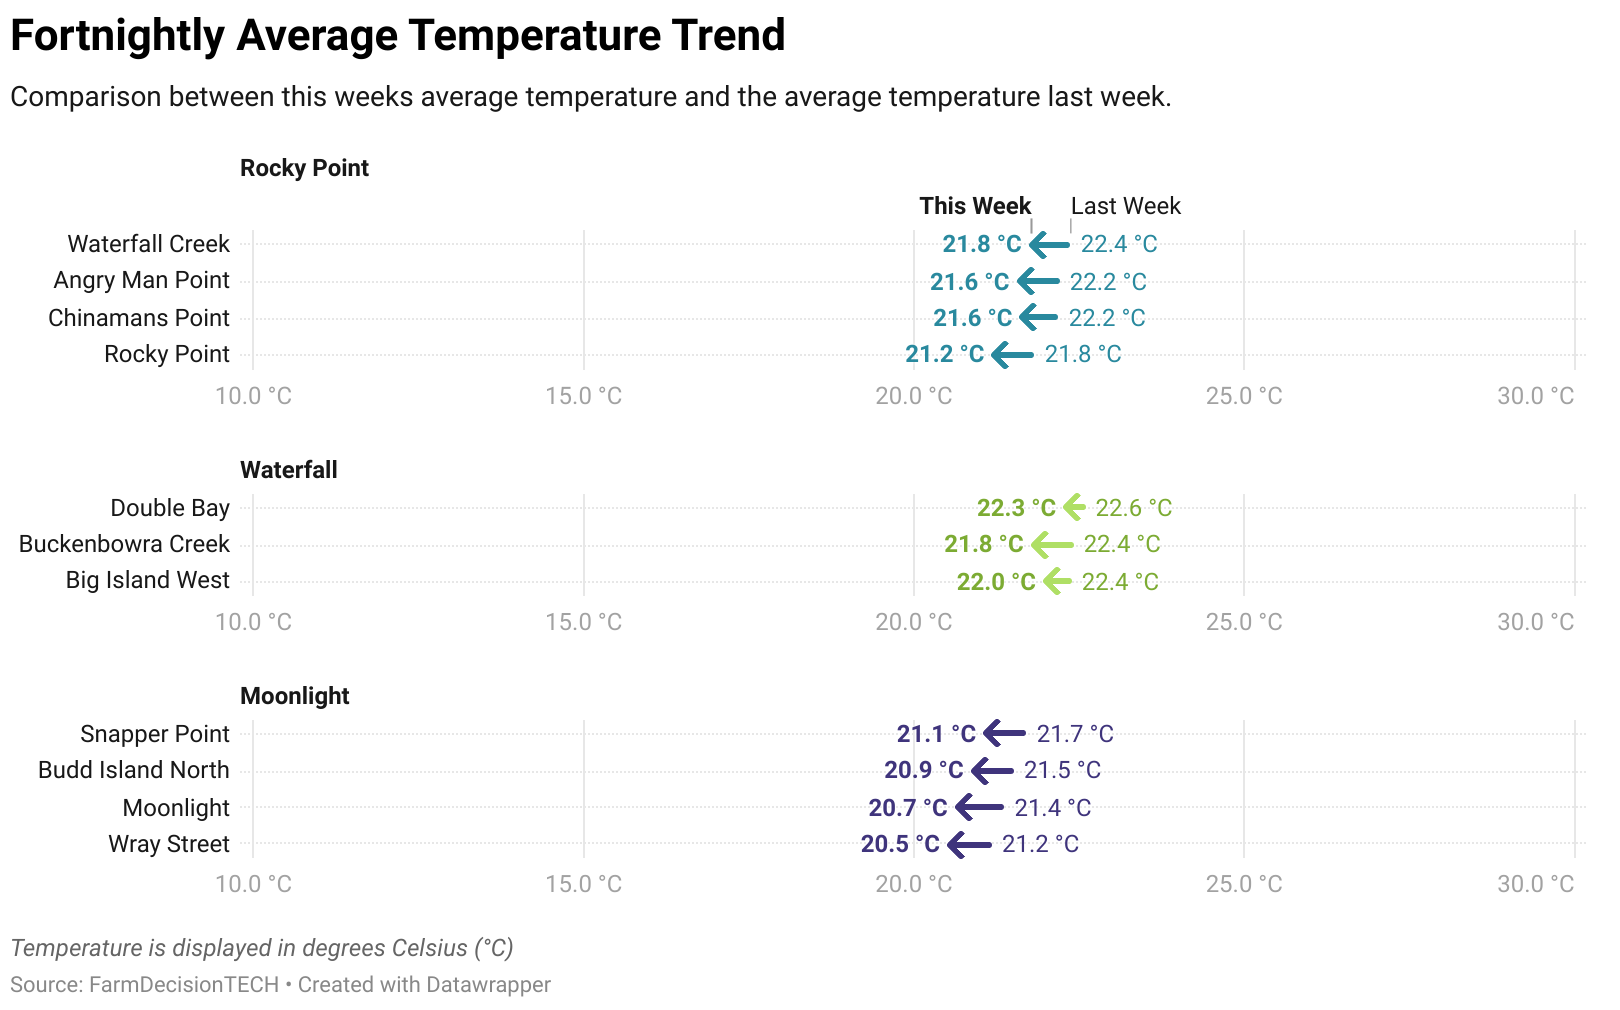 Fortnightly Average Temperature Trend
Comparison between this weeks average temperature and the average temperature last week.
Rocky Point
This Week Last Week
Waterfall Creek 21.8 °C 22.4 °C
Angry Man Point 21.6 °C 22.2 °C
Chinamans Point 21.6 °C 22.2 °C
Rocky Point 21.2 °C 21.8 °C
10.0 °C 15.0 °C 20.0 °C 25.0 °C 30.0 °C
Waterfall
Double Bay 22.3 °C 22.6 °C
Buckenbowra Creek 21.8 °C 22.4 °C
Big Island West 22.0 °C 22.4 °C
10.0 °C 15.0 °C 20.0 °C 25.0 °C 30.0 °C
Moonlight
Snapper Point 21.1 °C 21.7 °C
Budd Island North 20.9 °C 21.5 °C
Moonlight 20.7 °C 21.4 °C
Wray Street 20.5 °C 21.2 °C
10.0 °C 15.0 °C 20.0 °C 25.0 °C 30.0 °C
Temperature is displayed in degrees Celsius (°C)
Source: FarmDecisionTECH • Created with Datawrapper